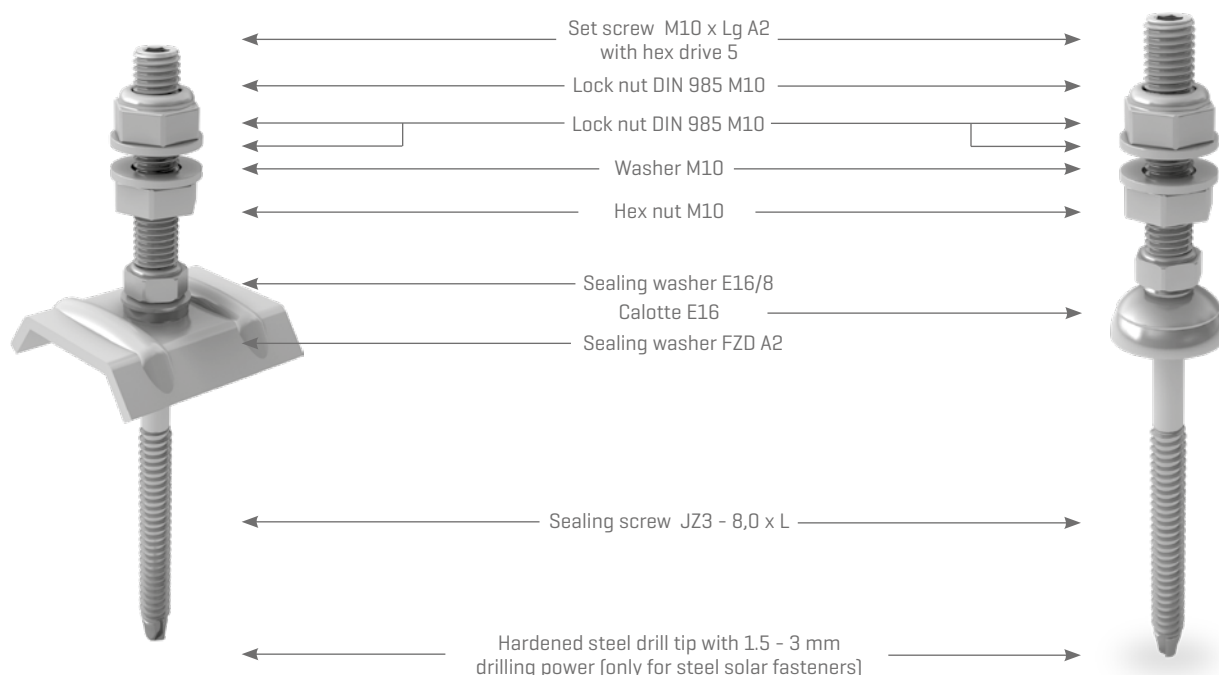 Set screw M10 x Lg A2
with hex drive 5
Lock nut DIN 985 M10
Lock nut DIN 985 M10
Washer M10
Hex nut M10
Sealing washer E16/8
Calotte E16
Sealing washer FZD A2
Sealing screw JZ3 - 8,0 x L
Hardened steel drill tip with 1.5 - 3 mm
drilling power (only for steel solar fasteners)